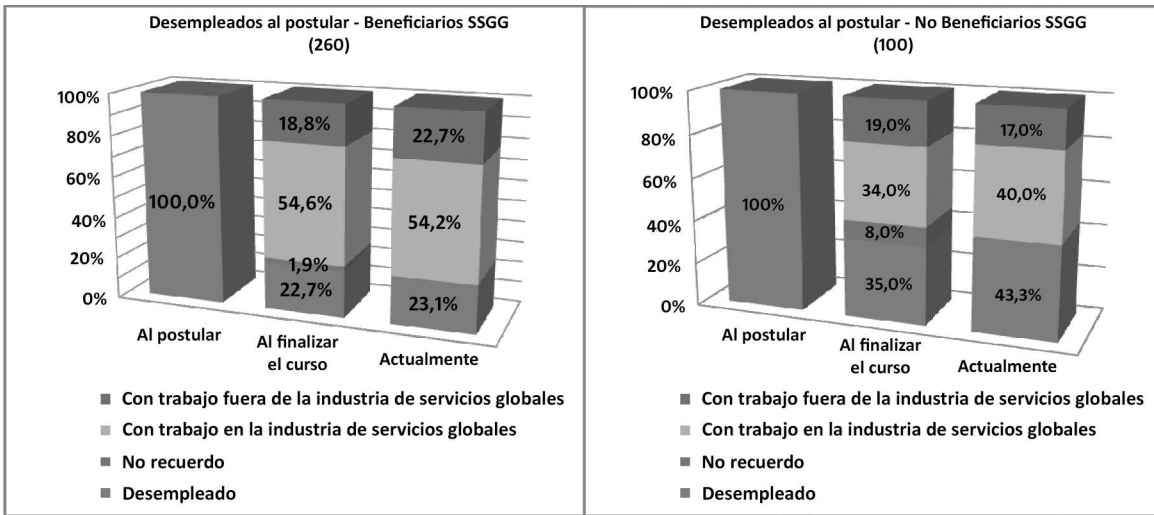 Desempleados al postular - Beneficiarios SSGG
(260)
100%
80%
60%
40%
20%
0%
100,0%
18,8%
54,6%
1,9%
22,7%
22,7%
54,2%
23,1%
Al postular
Al finalizar
el curso
Actualmente
Con trabajo fuera de la industria de servicios globales
Con trabajo en la industria de servicios globales
No recuerdo
Desempleado
Desempleados al postular - No Beneficiarios SSGG
(100)
100%
80%
60%
40%
20%
0%
100%
19,0%
34,0%
8,0%
35,0%
17,0%
40,0%
43,3%
Al postular
Al finalizar
el curso
Actualmente
Con trabajo fuera de la industria de servicios globales
Con trabajo en la industria de servicios globales
No recuerdo
Desempleado